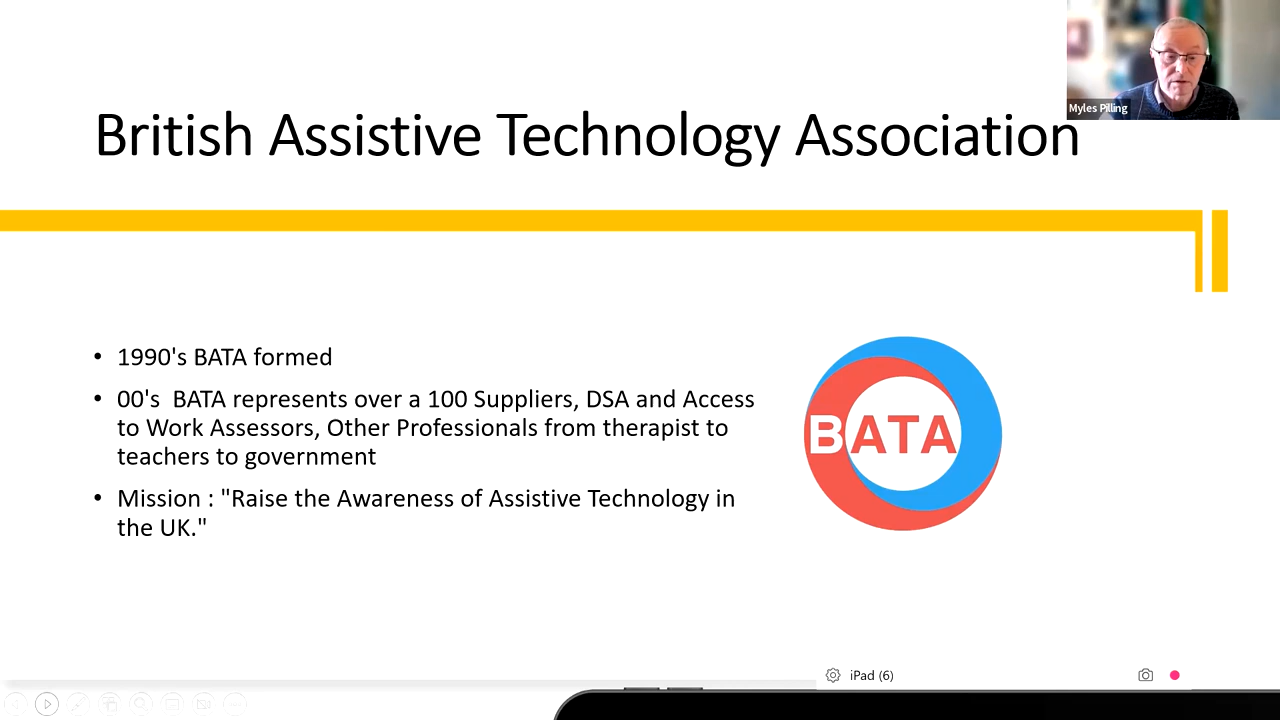 Myles Pilling
British Assistive Technology Association
• 1990's BATA formed
• 00's  BATA represents over a 100 Suppliers, DSA and Access
to Work Assessors, Other Professionals from therapist to
teachers to government
• Mission : "Raise the Awareness of Assistive Technology in
the UK."
BATA
iPad (6)